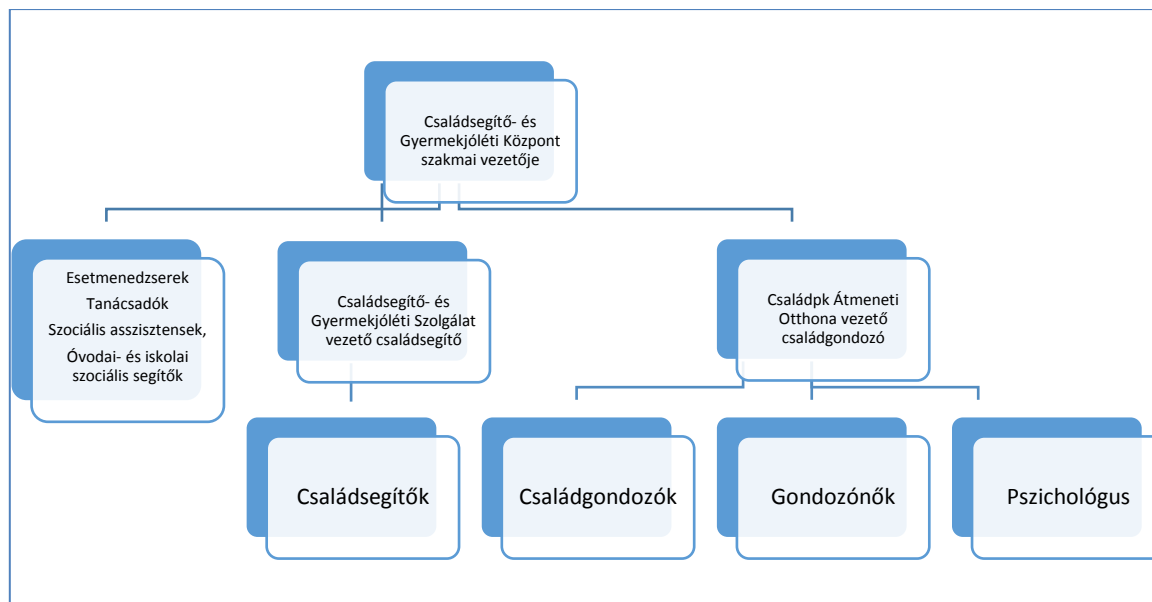 Családsegítő- és
Gyermekjóléti Központ
szakmai vezetője
Esetmenedzserek
Tanácsadók
Szociális asszisztensek,
Óvodai- és iskolai
szociális segítők
Családsegítő- és
Gyermekjóléti Szolgálat
vezető családsegítő
Családpk Átmeneti
Otthona vezető
családgondozó
Családsegítők
Családgondozók
Gondozónők
Pszichológus